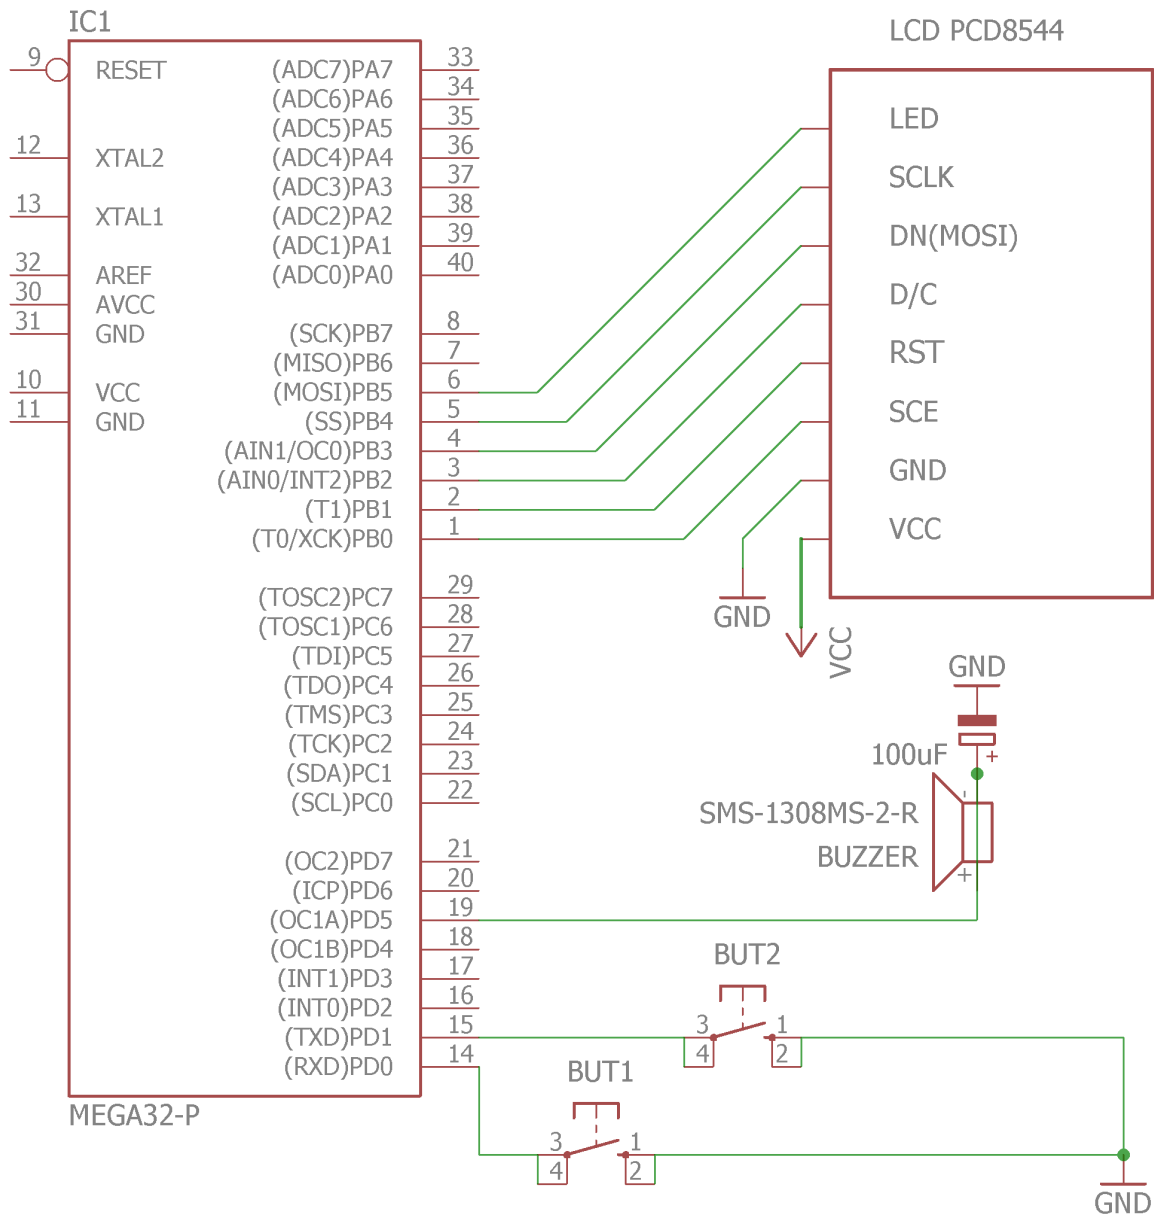 IC1
9 RESET
12 XTAL2
13 XTAL1
32 AREF
30 AVCC
31 GND
10 VCC
11 GND
(ADC7)PA7 33
(ADC6)PA6 34
(ADC5)PA5 35
(ADC4)PA4 36
(ADC3)PA3 37
(ADC2)PA2 38
(ADC1)PA1 39
(ADC0)PA0 40
(SCK)PB7 8
(MISO)PB6 7
(MOSI)PB5 6
(SS)PB4 5
(AIN1/OC0)PB3 4
(AIN0/INT2)PB2 3
(T1)PB1 2
(T0/XCK)PB0 1
(TOSC2)PC7 29
(TOSC1)PC6 28
(TDI)PC5 27
(TDO)PC4 26
(TMS)PC3 25
(TCK)PC2 24
(SDA)PC1 23
(SCL)PC0 22
(OC2)PD7 21
(ICP)PD6 20
(OC1A)PD5 19
(OC1B)PD4 18
(INT1)PD3 17
(INT0)PD2 16
(TXD)PD1 15
(RXD)PD0 14
MEGA32-P
LCD PCD8544
LED
SCLK
DN(MOSI)
D/C
RST
SCE
GND
VCC
GND
VCC
GND
100uF +
-
SMS-1308MS-2-R
BUZZER
+
BUT2
3 1
4 2
BUT1
3 1
4 2
GND